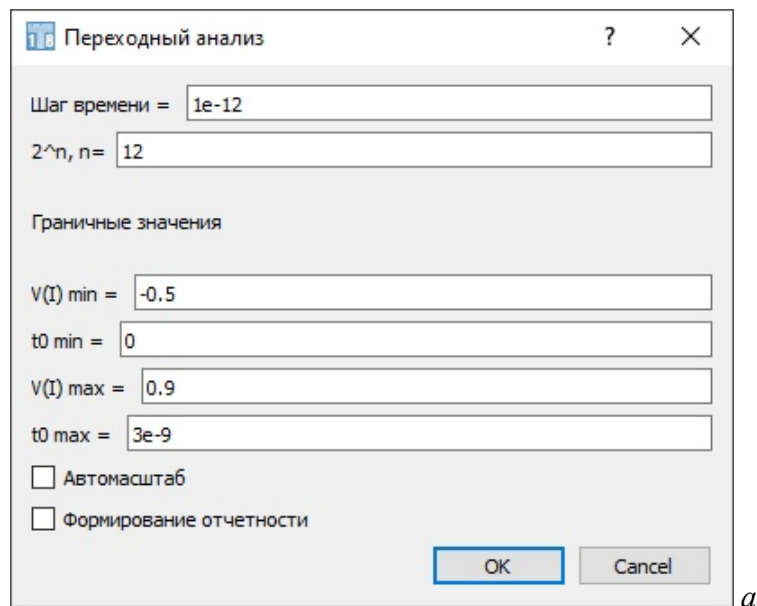 Переходный анализ ?
Шаг времени = 1e-12
2^n, n= 12
Граничные значения
V(I) min = -0.5
t0 min = 0
V(I) max = 0.9
t0 max = 3e-9
Автомасштаб
Формирование отчетности
OK Cancel
а